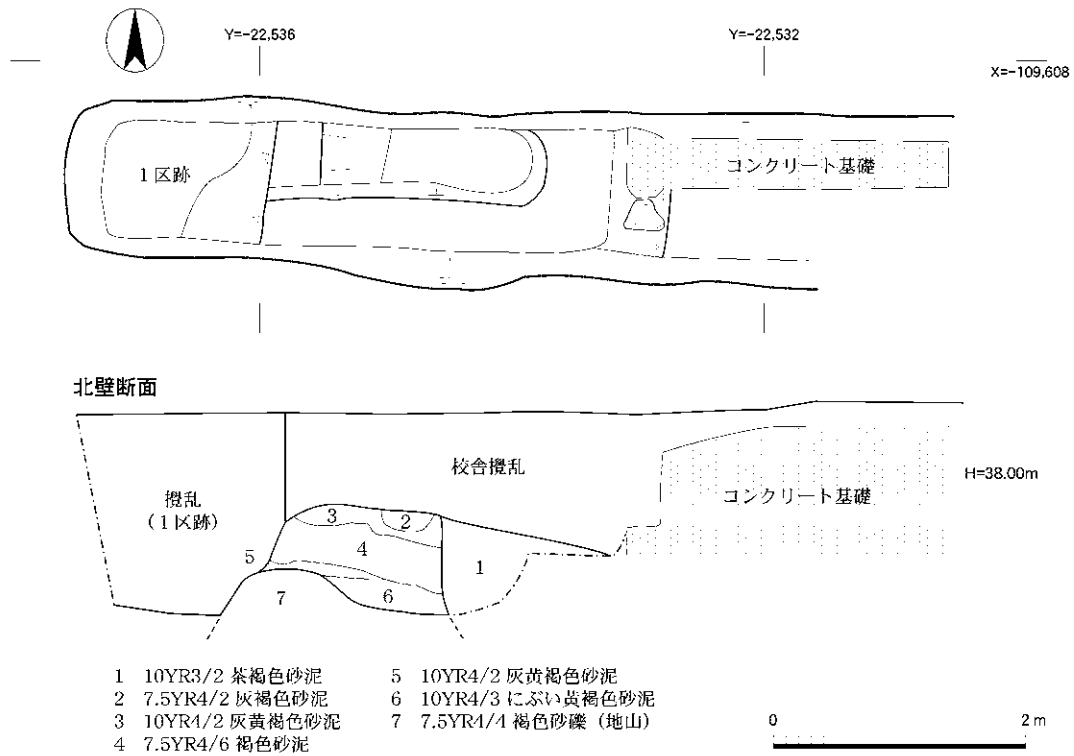 Y=-22,536
Y=-22,532
X=-109,608
1区跡
コンクリート基礎
北壁断面
校舎攪乱
H=38.00m
攪乱
（1区跡）
コンクリート基礎
3
2
4
5
1
7
6
1 10YR3/2 茶褐色砂泥
2 7.5YR4/2 灰褐色砂泥
3 10YR4/2 灰黄褐色砂泥
4 7.5YR4/6 褐色砂泥
5 10YR4/2 灰黄褐色砂泥
6 10YR4/3 にぶい黄褐色砂泥
7 7.5YR4/4 褐色砂礫（地山）
0 2 m